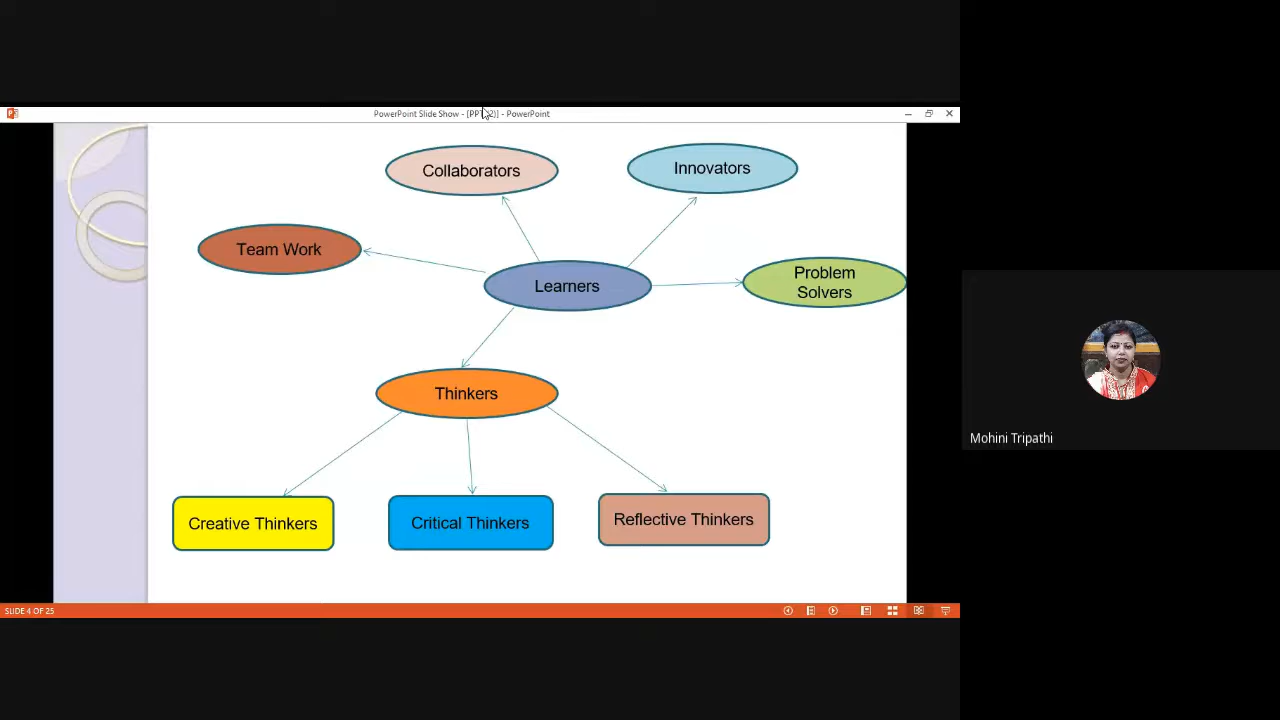 PowerPoint Slide Show - [PPT (2)] - PowerPoint
Collaborators
Innovators
Team Work
Learners
Problem
Solvers
Thinkers
Creative Thinkers
Critical Thinkers
Reflective Thinkers
Mohini Tripathi
SLIDE 4 OF 25